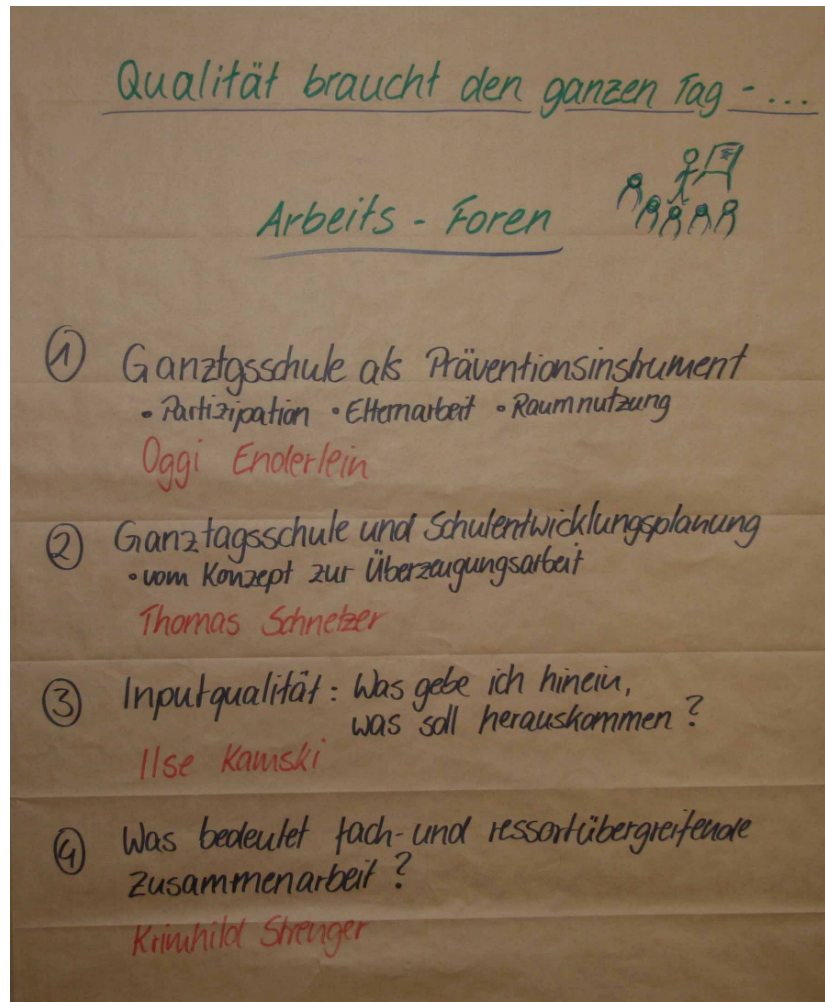 Qualität braucht den ganzen Tag - ...
Arbeits - Foren
1 Ganztgsschule als Präventionsinstrument
• Partizipation • Elternarbeit • Raumnutzung
Oggi Enderlein
2 Ganztagsschule und Schulentwicklungsplanung
• vom Konzept zur Überzeugungsarbeit
Thomas Schnetzer
3 Inputqualität: Was gebe ich hinein,
was soll herauskommen?
Ilse Kamski
4 Was bedeutet fach- und ressortübergreifende
Zusammenarbeit?
Krimhild Strenger